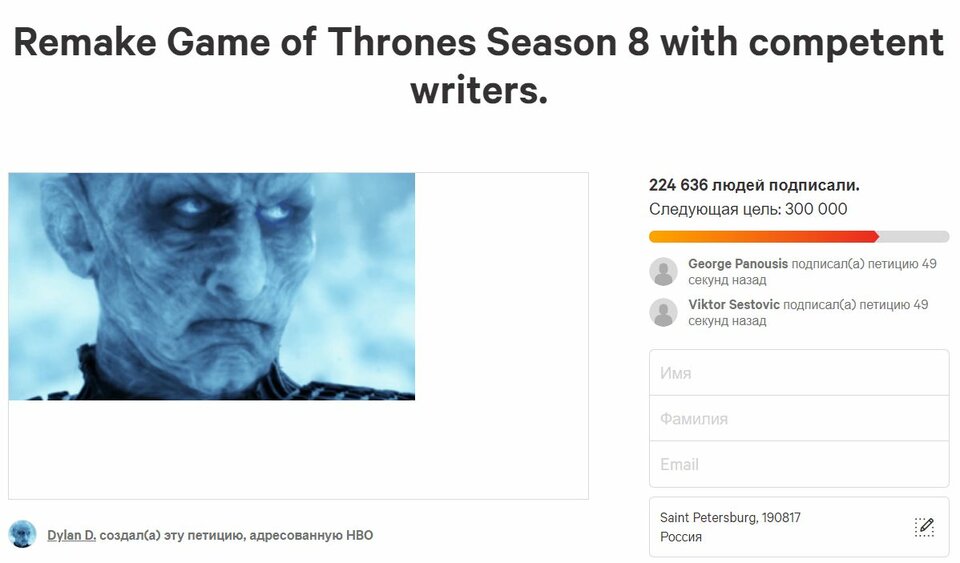 Remake Game of Thrones Season 8 with competent
writers.
224 636 людей подписали.
Следующая цель: 300 000
George Panousis подписал(а) петицию 49
секунд назад
Viktor Sestovic подписал(а) петицию 49
секунд назад
Имя
Фамилия
Email
Saint Petersburg, 190817
Россия
Dylan D. создал(а) эту петицию, адресованную HBO